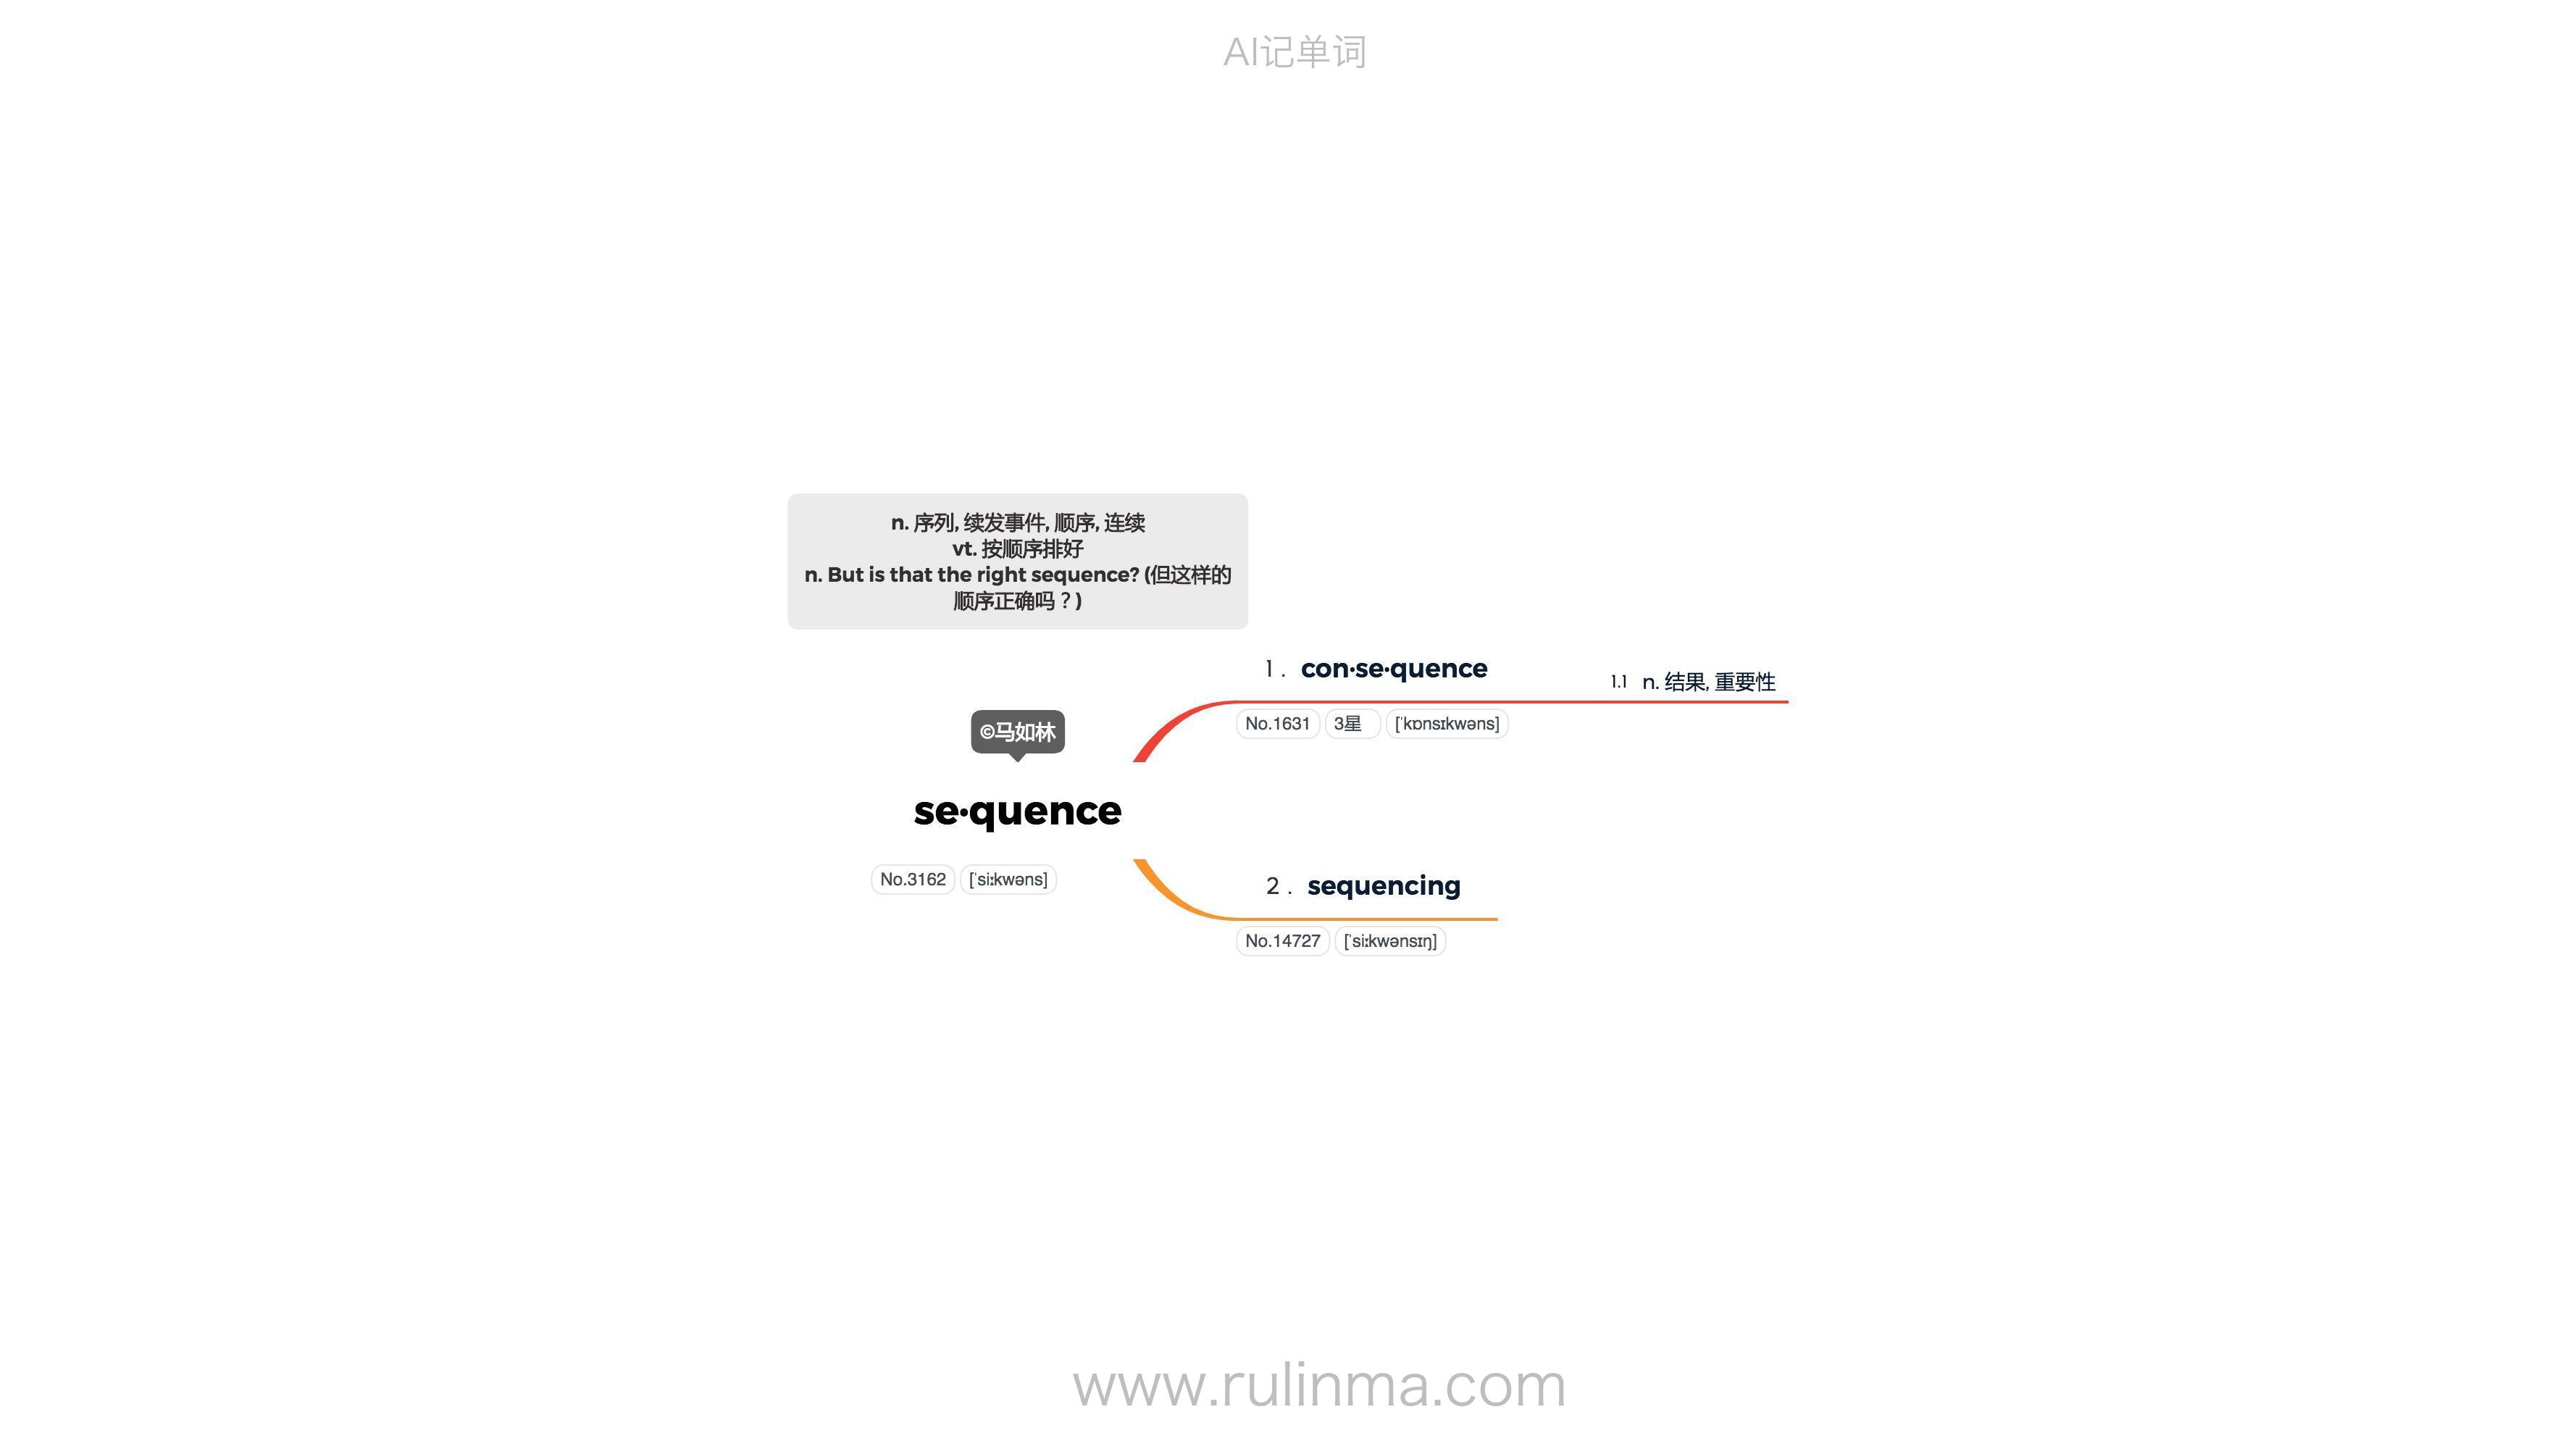 AI记单词
n. 序列, 续发事件, 顺序, 连续
vt. 按顺序排好
n. But is that the right sequence? (但这样的
顺序正确吗？)
1. con·se·quence
1.1 n. 结果, 重要性
No.1631 3星 [ˈkɒnsɪkwəns]
©马如林
se·quence
No.3162 [ˈsiːkwəns]
2. sequencing
No.14727 [ˈsiːkwənsɪŋ]
www.rulinma.com